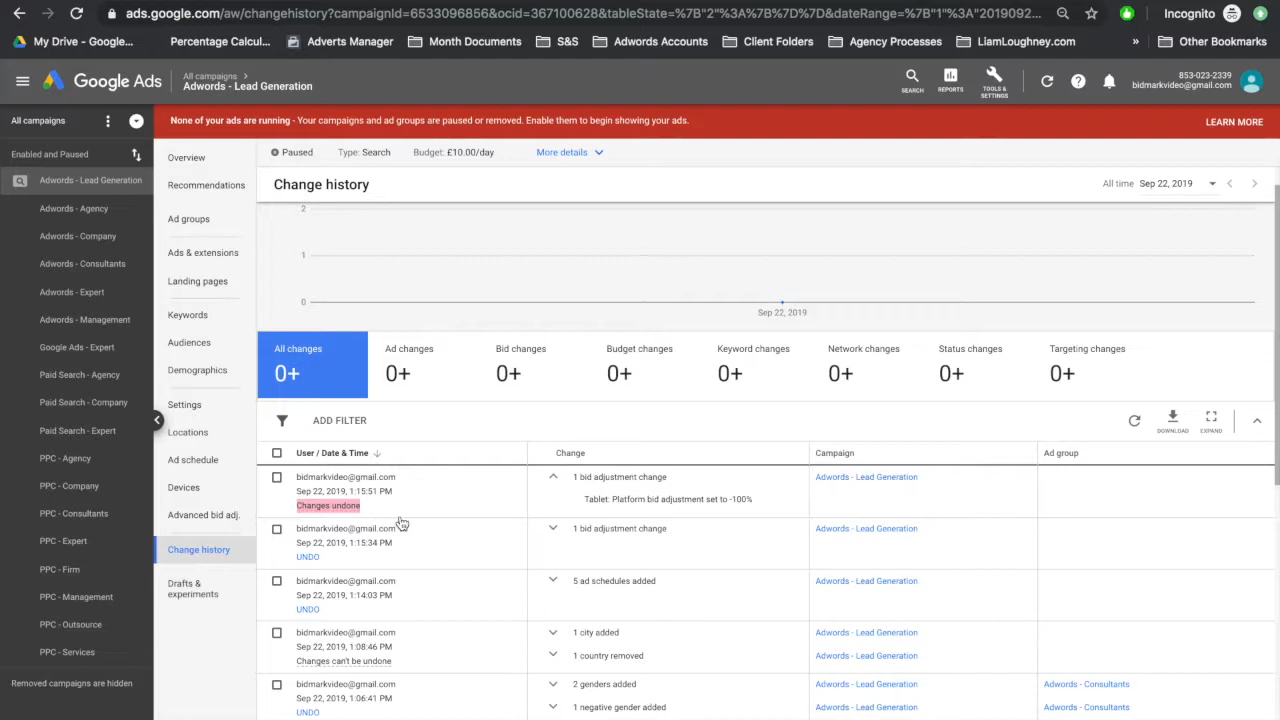 ads.google.com/aw/changehistory?campaignId=6533096856&ocid=367100628&tableState=%7B"2"%3A%7B%7D%7D&dateRange=%7B"1"%3A"2019092...
Incognito
My Drive - Google...
Percentage Calcul...
Adverts Manager
Month Documents
S&S
Adwords Accounts
Client Folders
Agency Processes
LiamLoughney.com
»
Other Bookmarks
Google Ads
All campaigns >
Adwords - Lead Generation
SEARCH
REPORTS
TOOLS &
SETTINGS
853-023-2339
bidmarkvideo@gmail.com
All campaigns
None of your ads are running - Your campaigns and ad groups are paused or removed. Enable them to begin showing your ads.
LEARN MORE
Enabled and Paused
Adwords - Lead Generation
Adwords - Agency
Adwords - Company
Adwords - Consultants
Adwords - Expert
Adwords - Management
Google Ads - Expert
Paid Search - Agency
Paid Search - Company
Paid Search - Expert
PPC - Agency
PPC - Company
PPC - Consultants
PPC - Expert
PPC - Firm
PPC - Management
PPC - Outsource
PPC - Services
Removed campaigns are hidden
Overview
Recommendations
Ad groups
Ads & extensions
Landing pages
Keywords
Audiences
Demographics
Settings
Locations
Ad schedule
Devices
Advanced bid adj.
Change history
Drafts &
experiments
Paused
Type: Search
Budget: £10.00/day
More details
Change history
All time Sep 22, 2019
2
1
0
Sep 22, 2019
All changes
0+
Ad changes
0+
Bid changes
0+
Budget changes
0+
Keyword changes
0+
Network changes
0+
Status changes
0+
Targeting changes
0+
ADD FILTER
DOWNLOAD
EXPAND
User / Date & Time
Change
Campaign
Ad group
bidmarkvideo@gmail.com
Sep 22, 2019, 1:15:51 PM
Changes undone
1 bid adjustment change
Tablet: Platform bid adjustment set to -100%
Adwords - Lead Generation
bidmarkvideo@gmail.com
Sep 22, 2019, 1:15:34 PM
UNDO
1 bid adjustment change
Adwords - Lead Generation
bidmarkvideo@gmail.com
Sep 22, 2019, 1:14:03 PM
UNDO
5 ad schedules added
Adwords - Lead Generation
bidmarkvideo@gmail.com
Sep 22, 2019, 1:08:46 PM
Changes can't be undone
1 city added
Adwords - Lead Generation
1 country removed
Adwords - Lead Generation
bidmarkvideo@gmail.com
Sep 22, 2019, 1:06:41 PM
UNDO
2 genders added
Adwords - Lead Generation
Adwords - Consultants
1 negative gender added
Adwords - Lead Generation
Adwords - Consultants